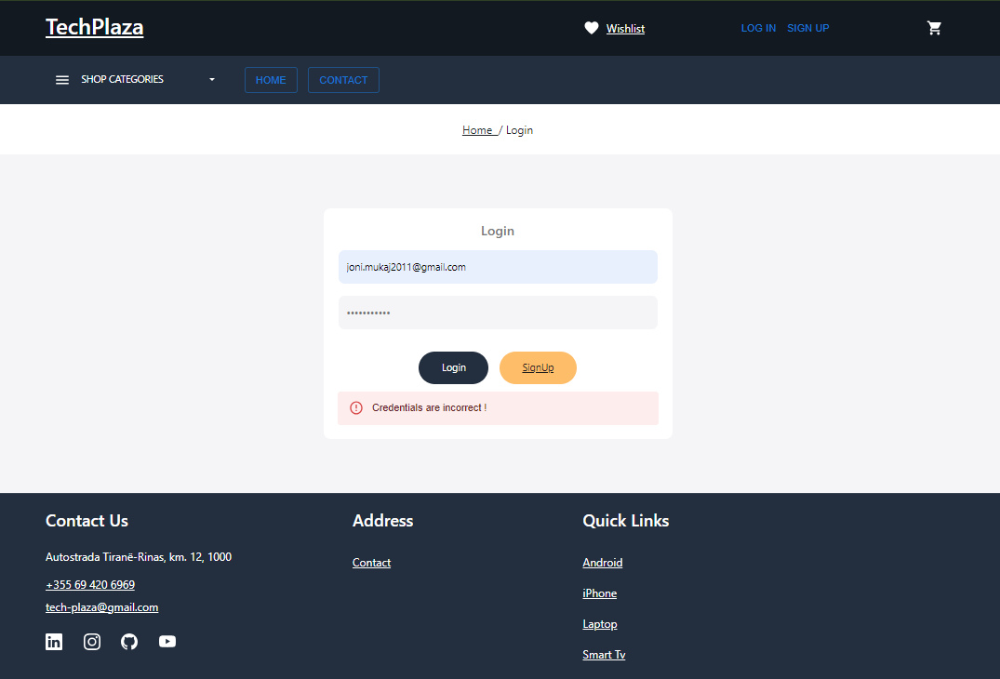 TechPlaza
Wishlist
LOG IN
SIGN UP
SHOP CATEGORIES
HOME
CONTACT
Home / Login
Login
joni.mukaj2011@gmail.com
•••••••••••
Login
SignUp
Credentials are incorrect !
Contact Us
Autostrada Tiranë-Rinas, km. 12, 1000
+355 69 420 6969
tech-plaza@gmail.com
Address
Contact
Quick Links
Android
iPhone
Laptop
Smart Tv